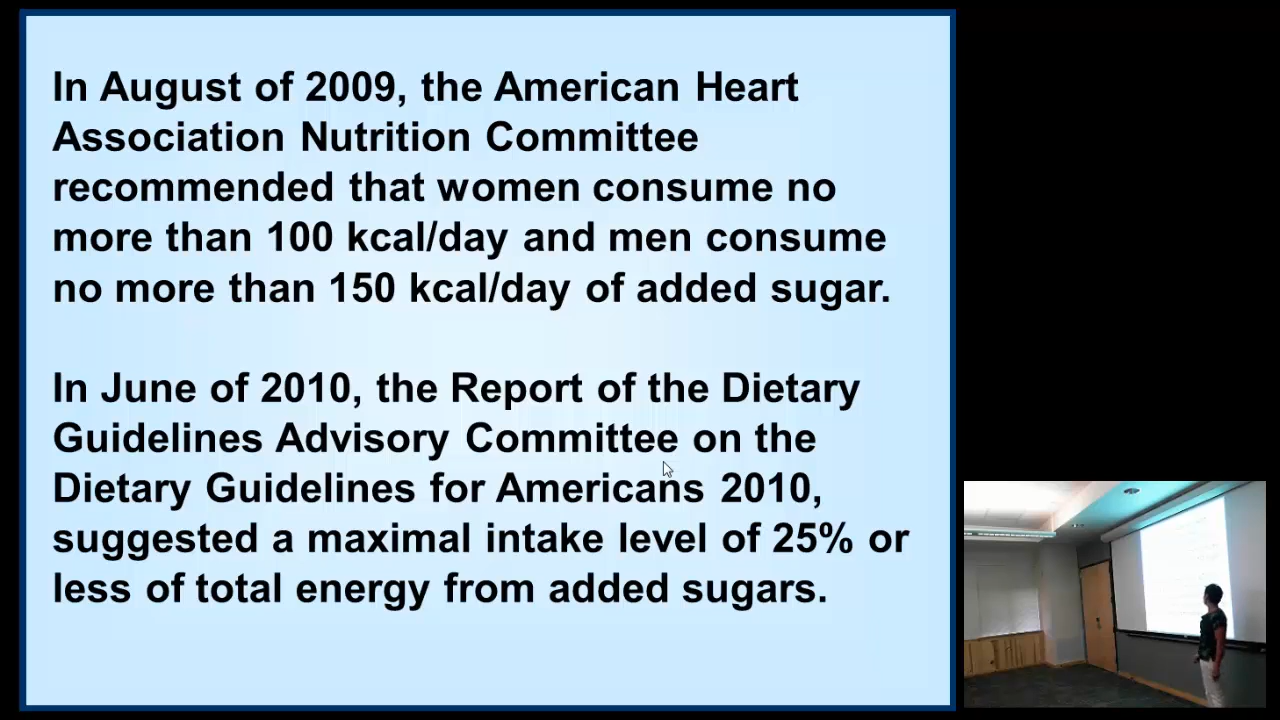 In August of 2009, the American Heart
Association Nutrition Committee
recommended that women consume no
more than 100 kcal/day and men consume
no more than 150 kcal/day of added sugar.
In June of 2010, the Report of the Dietary
Guidelines Advisory Committee on the
Dietary Guidelines for Americans 2010,
suggested a maximal intake level of 25% or
less of total energy from added sugars.